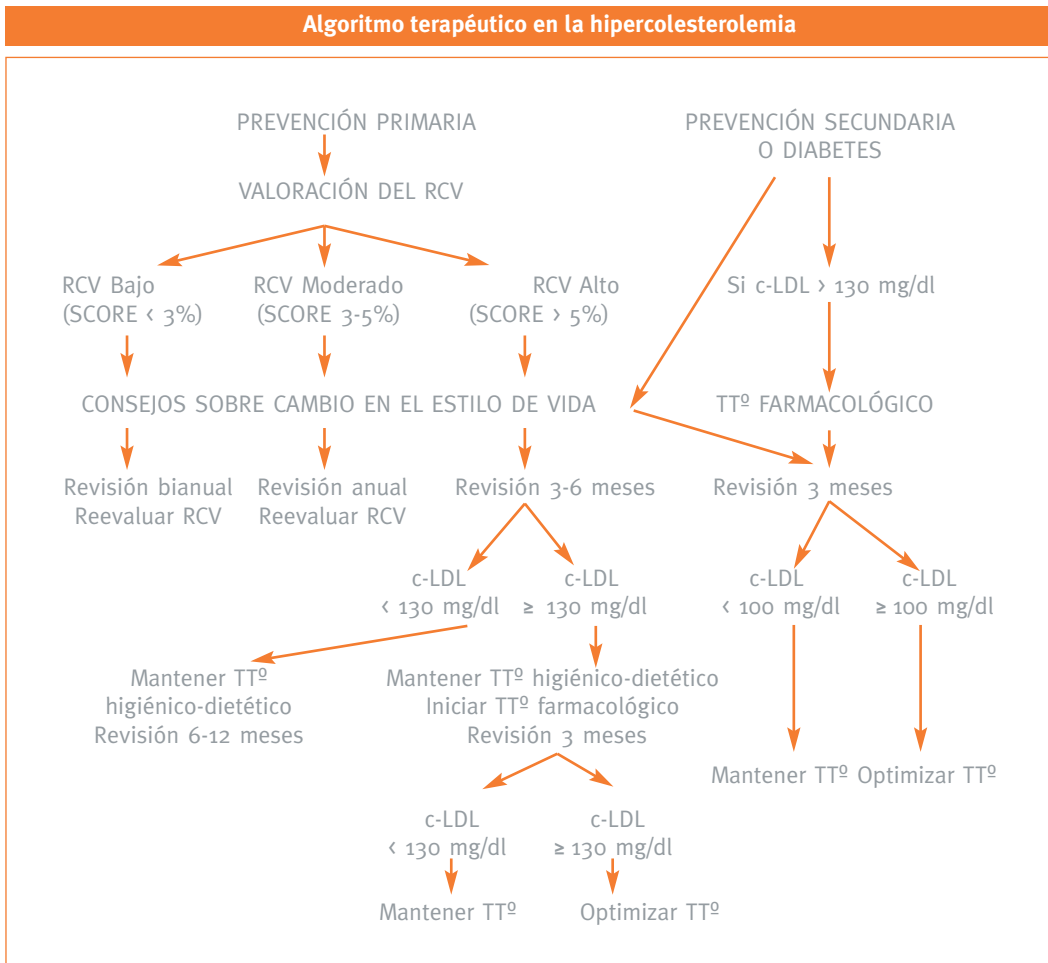 Algoritmo terapéutico en la hipercolesterolemia
PREVENCIÓN PRIMARIA
VALORACIÓN DEL RCV
RCV Bajo
(SCORE < 3%)
RCV Moderado
(SCORE 3-5%)
RCV Alto
(SCORE > 5%)
PREVENCIÓN SECUNDARIA
O DIABETES
Si c-LDL > 130 mg/dl
CONSEJOS SOBRE CAMBIO EN EL ESTILO DE VIDA
TTº FARMACOLÓGICO
Revisión bianual
Reevaluar RCV
Revisión anual
Reevaluar RCV
Revisión 3-6 meses
Revisión 3 meses
c-LDL
< 130 mg/dl
c-LDL
≥ 130 mg/dl
c-LDL
< 100 mg/dl
c-LDL
≥ 100 mg/dl
Mantener TTº
higiénico-dietético
Revisión 6-12 meses
Mantener TTº higiénico-dietético
Iniciar TTº farmacológico
Revisión 3 meses
Mantener TTº
Optimizar TTº
c-LDL
< 130 mg/dl
c-LDL
≥ 130 mg/dl
Mantener TTº
Optimizar TTº